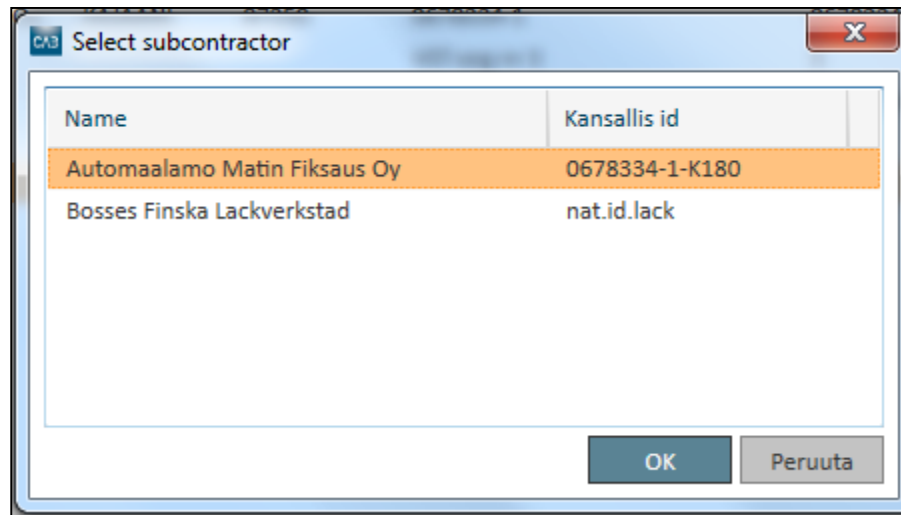 CAB Select subcontractor
Name Kansallis id
Automaalamo Matin Fiksaus Oy 0678334-1-K180
Bosses Finska Lackverkstad nat.id.lack
OK Peruuta